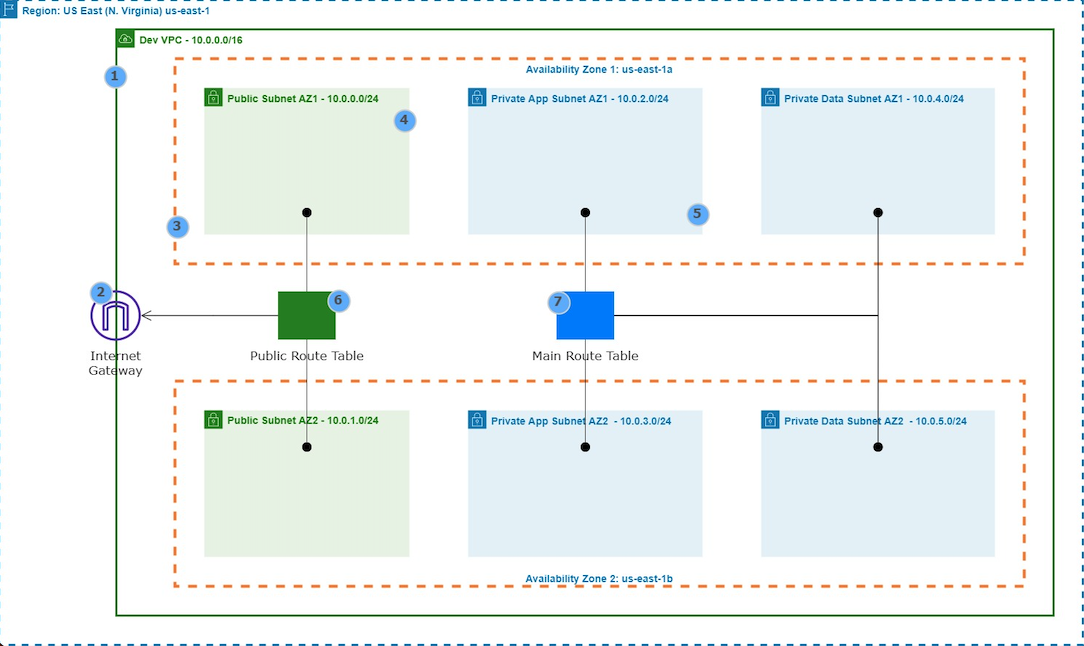 Region: US East (N. Virginia) us-east-1
Dev VPC - 10.0.0.0/16
1
Availability Zone 1: us-east-1a
Public Subnet AZ1 - 10.0.0.0/24
Private App Subnet AZ1 - 10.0.2.0/24
Private Data Subnet AZ1 - 10.0.4.0/24
4
5
3
2
6
7
Internet
Gateway
Public Route Table
Main Route Table
Public Subnet AZ2 - 10.0.1.0/24
Private App Subnet AZ2 - 10.0.3.0/24
Private Data Subnet AZ2 - 10.0.5.0/24
Availability Zone 2: us-east-1b